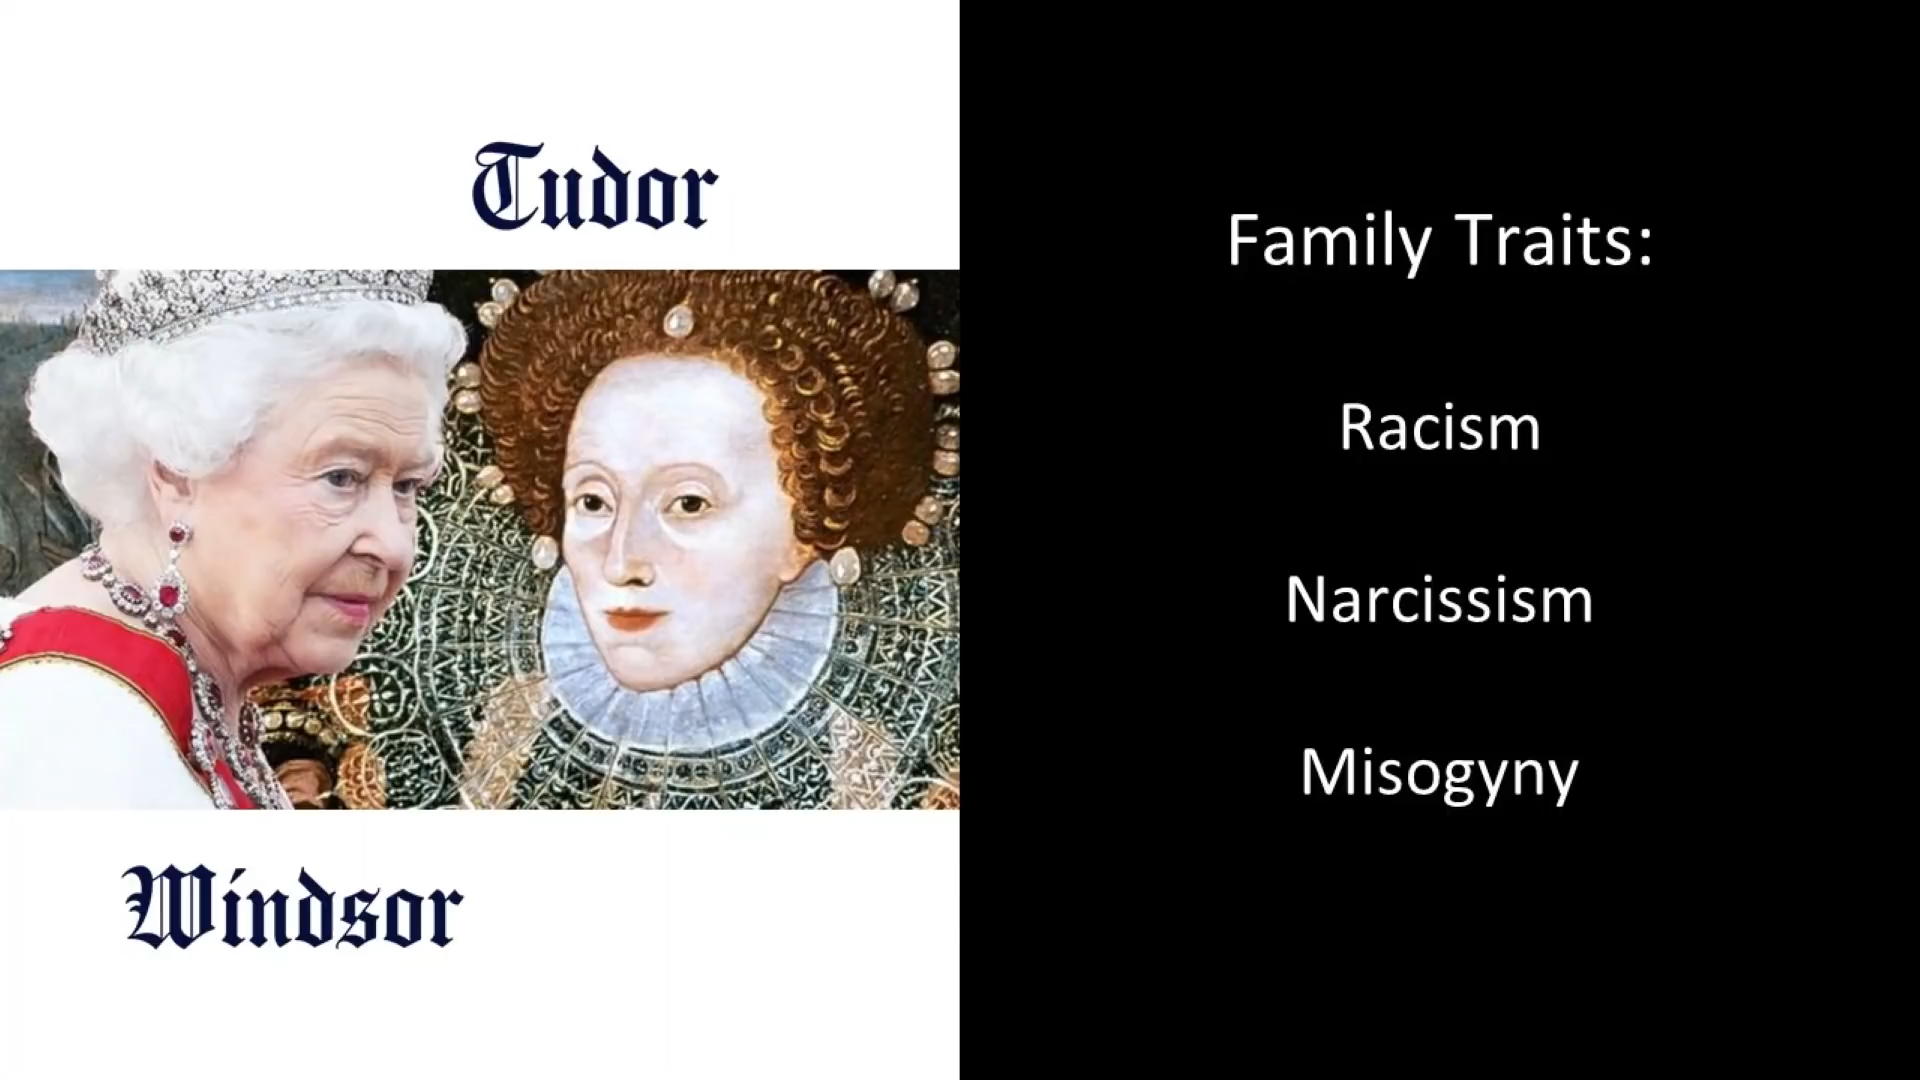 Tudor
Windsor
Family Traits:
Racism
Narcissism
Misogyny